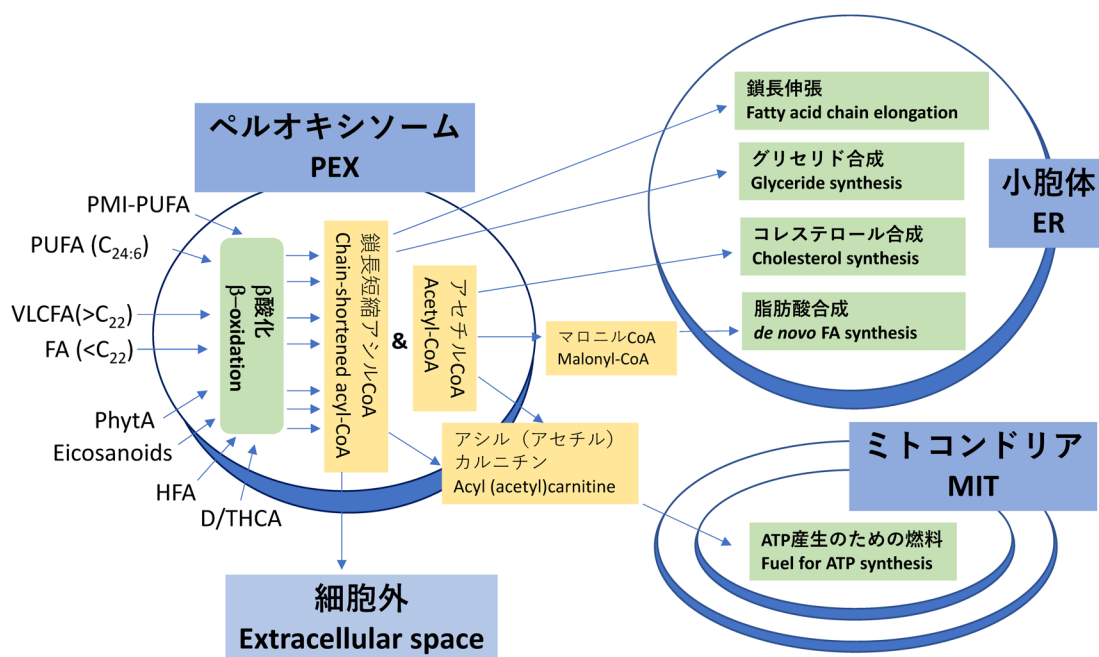 ペルオキシソーム
PEX
PMI-PUFA
PUFA (C24:6)
VLCFA(>C22)
FA (<C22)
PhytA
Eicosanoids
HFA
D/THCA
β酸化
β−oxidation
鎖長短縮アシルCoA
Chain-shortened acyl-CoA
&
アセチルCoA
Acetyl-CoA
マロニルCoA
Malonyl-CoA
アシル（アセチル）
カルニチン
Acyl (acetyl)carnitine
細胞外
Extracellular space
小胞体
ER
鎖長伸張
Fatty acid chain elongation
グリセリド合成
Glyceride synthesis
コレステロール合成
Cholesterol synthesis
脂肪酸合成
de novo FA synthesis
ミトコンドリア
MIT
ATP産生のための燃料
Fuel for ATP synthesis